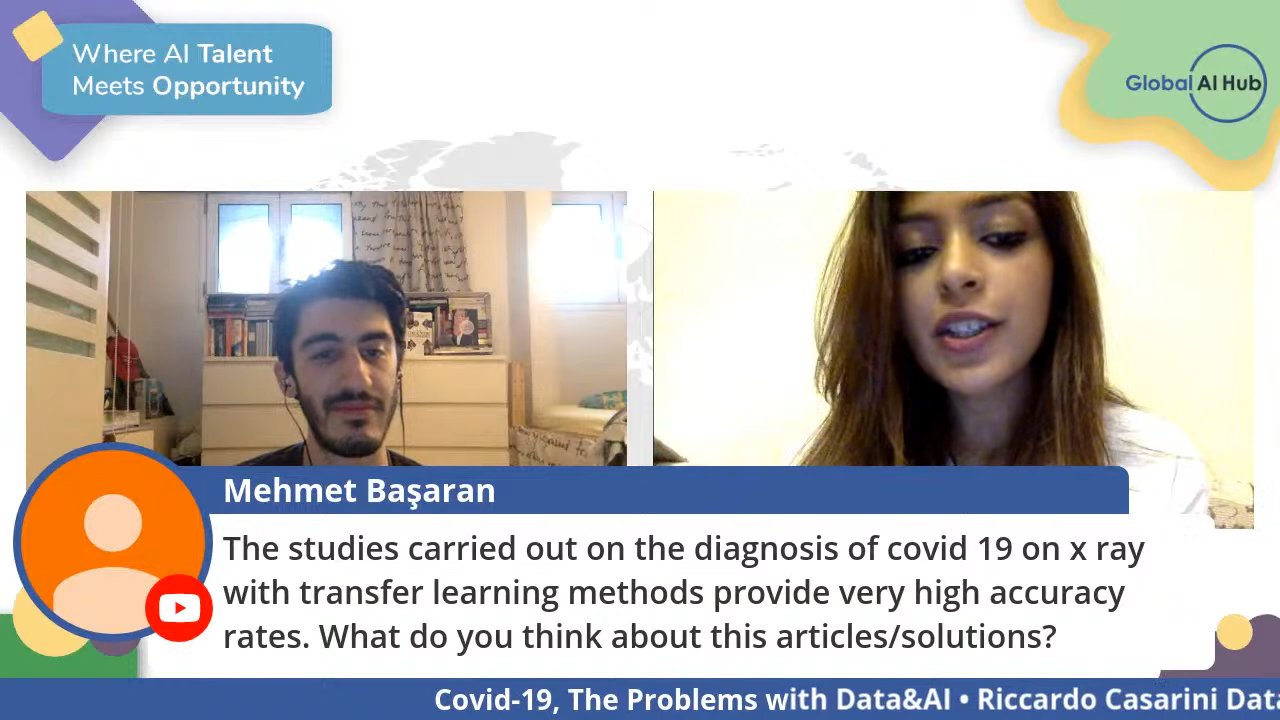 Where AI Talent
Meets Opportunity
Global AI Hub
Mehmet Başaran
The studies carried out on the diagnosis of covid 19 on x ray
with transfer learning methods provide very high accuracy
rates. What do you think about this articles/solutions?
Covid-19, The Problems with Data&AI • Riccardo Casarini Data